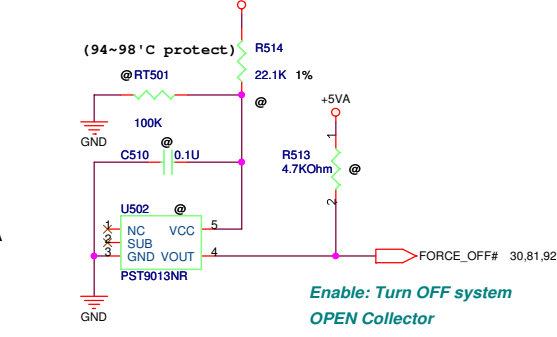 (94~98'C protect)
R514
@ RT501
22.1K 1%
@
+5VA
GND
100K
@
C510 0.1U
R513
4.7KOhm
@
1
2
U502
@
1 NC VCC 5
2 SUB
3 GND VOUT 4
PST9013NR
FORCE_OFF# 30,81,92
GND
Enable: Turn OFF system
OPEN Collector